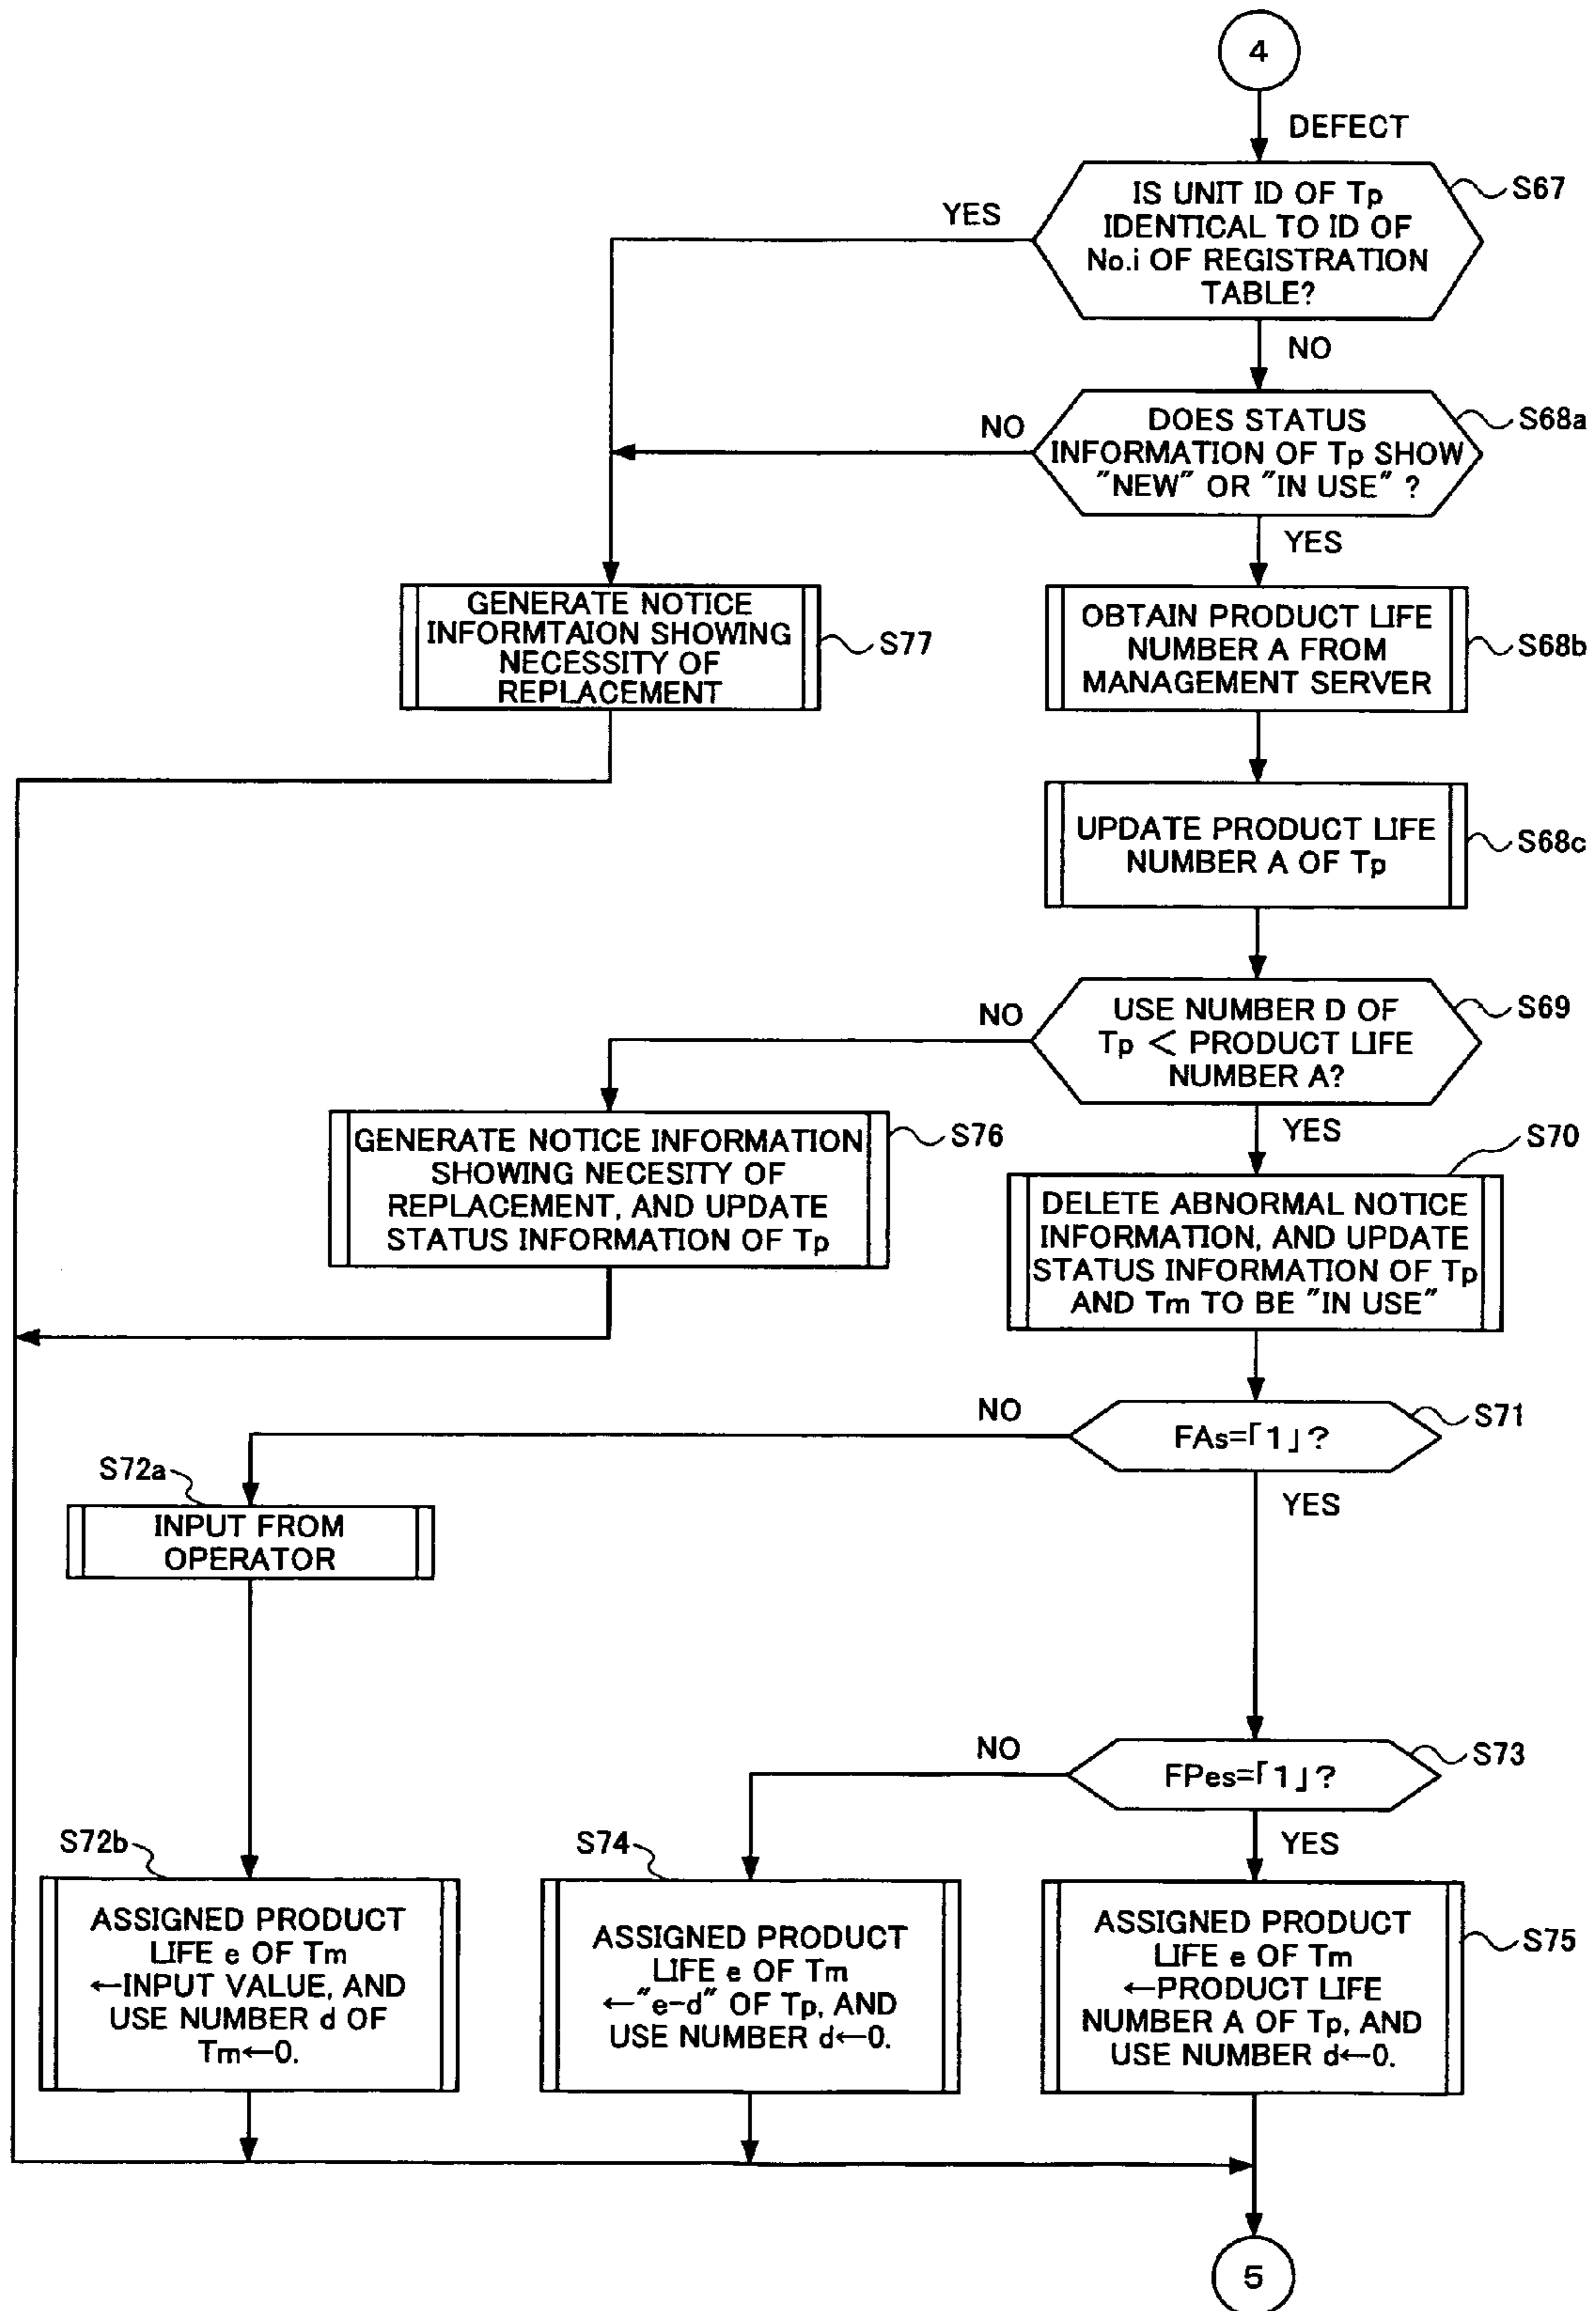 4
DEFECT
IS UNIT ID OF Tp
IDENTICAL TO ID OF
No.i OF REGISTRATION
TABLE?
S67
YES
NO
DOES STATUS
INFORMATION OF Tp SHOW
"NEW" OR "IN USE" ?
S68a
NO
YES
GENERATE NOTICE
INFORMTAION SHOWING
NECESSITY OF
REPLACEMENT
S77
OBTAIN PRODUCT LIFE
NUMBER A FROM
MANAGEMENT SERVER
S68b
UPDATE PRODUCT LIFE
NUMBER A OF Tp
S68c
USE NUMBER D OF
Tp < PRODUCT LIFE
NUMBER A?
S69
NO
YES
GENERATE NOTICE INFORMATION
SHOWING NECESITY OF
REPLACEMENT, AND UPDATE
STATUS INFORMATION OF Tp
S76
DELETE ABNORMAL NOTICE
INFORMATION, AND UPDATE
STATUS INFORMATION OF Tp
AND Tm TO BE "IN USE"
S70
FAs=「1」?
S71
NO
YES
S72a
INPUT FROM
OPERATOR
FPes=「1」?
S73
NO
YES
S72b
ASSIGNED PRODUCT
LIFE e OF Tm
←INPUT VALUE, AND
USE NUMBER d OF
Tm←0.
S74
ASSIGNED PRODUCT
LIFE e OF Tm
←"e-d" OF Tp, AND
USE NUMBER d←0.
ASSIGNED PRODUCT
LIFE e OF Tm
←PRODUCT LIFE
NUMBER A OF Tp, AND
USE NUMBER d←0.
S75
5